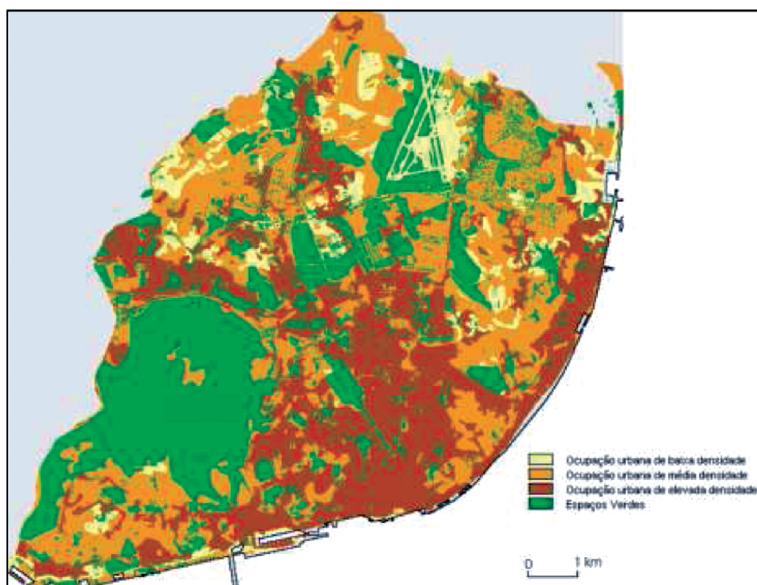 Ocupação urbana de baixa densidade
Ocupação urbana de média densidade
Ocupação urbana de elevada densidade
Espaços Verdes
0 1 km